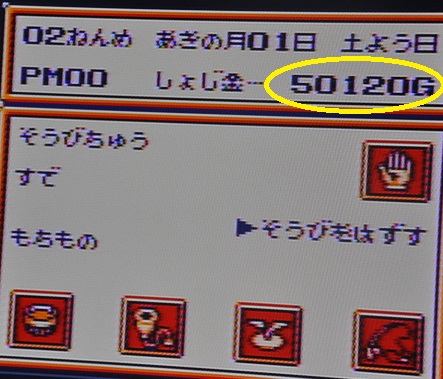 02ねんめ あきの月01日 土よう日
PM00 しょじ金… 50120G
そうびちゅう
すで
▶そうびをはずす
もちもの